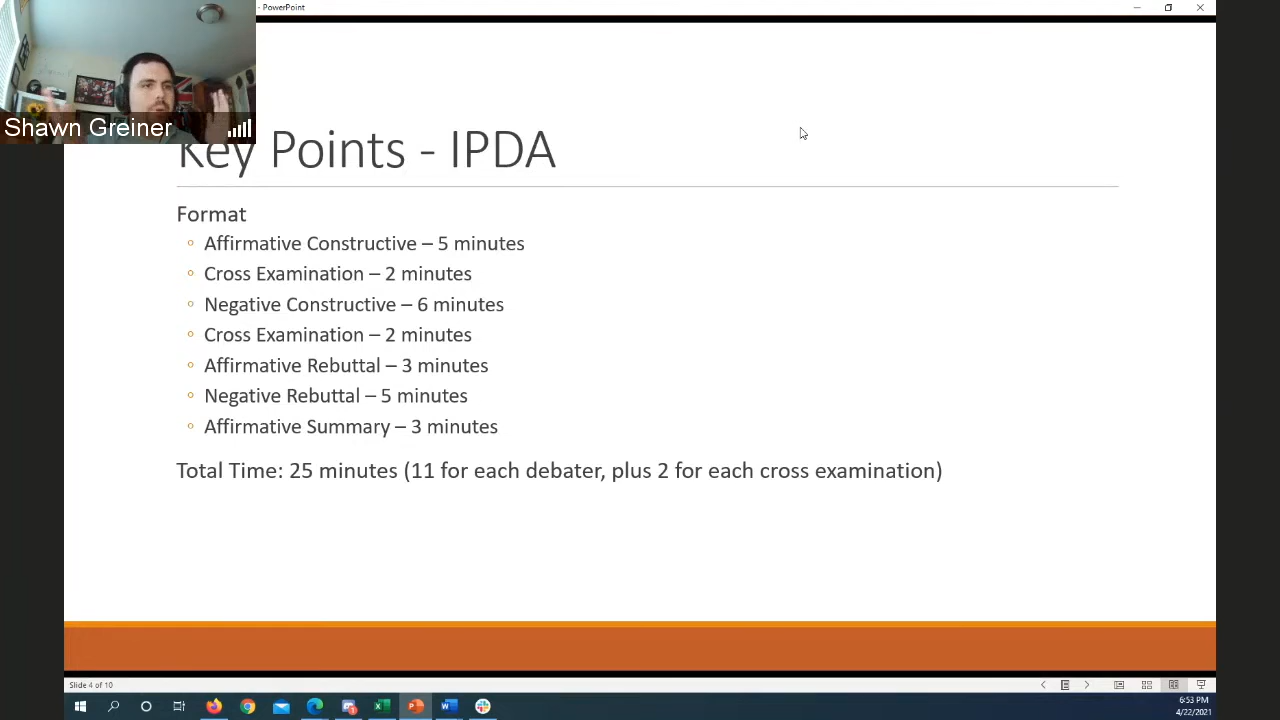 - PowerPoint
Shawn Greiner
Key Points - IPDA
Format
Affirmative Constructive – 5 minutes
Cross Examination – 2 minutes
Negative Constructive – 6 minutes
Cross Examination – 2 minutes
Affirmative Rebuttal – 3 minutes
Negative Rebuttal – 5 minutes
Affirmative Summary – 3 minutes
Total Time: 25 minutes (11 for each debater, plus 2 for each cross examination)
Slide 4 of 10
6:53 PM
4/22/2021